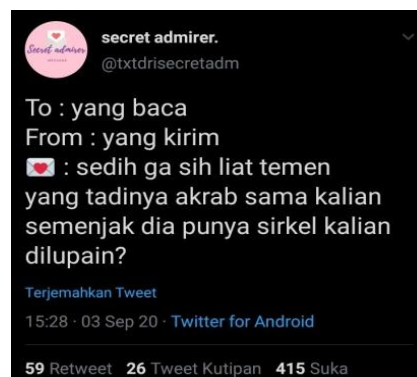 Secret admirer
secret admirer.
@txtdrisecretadm
To : yang baca
From : yang kirim
💌 : sedih ga sih liat temen
yang tadinya akrab sama kalian
semenjak dia punya sirkel kalian
dilupain?
Terjemahkan Tweet
15:28 · 03 Sep 20 · Twitter for Android
59 Retweet 26 Tweet Kutipan 415 Suka